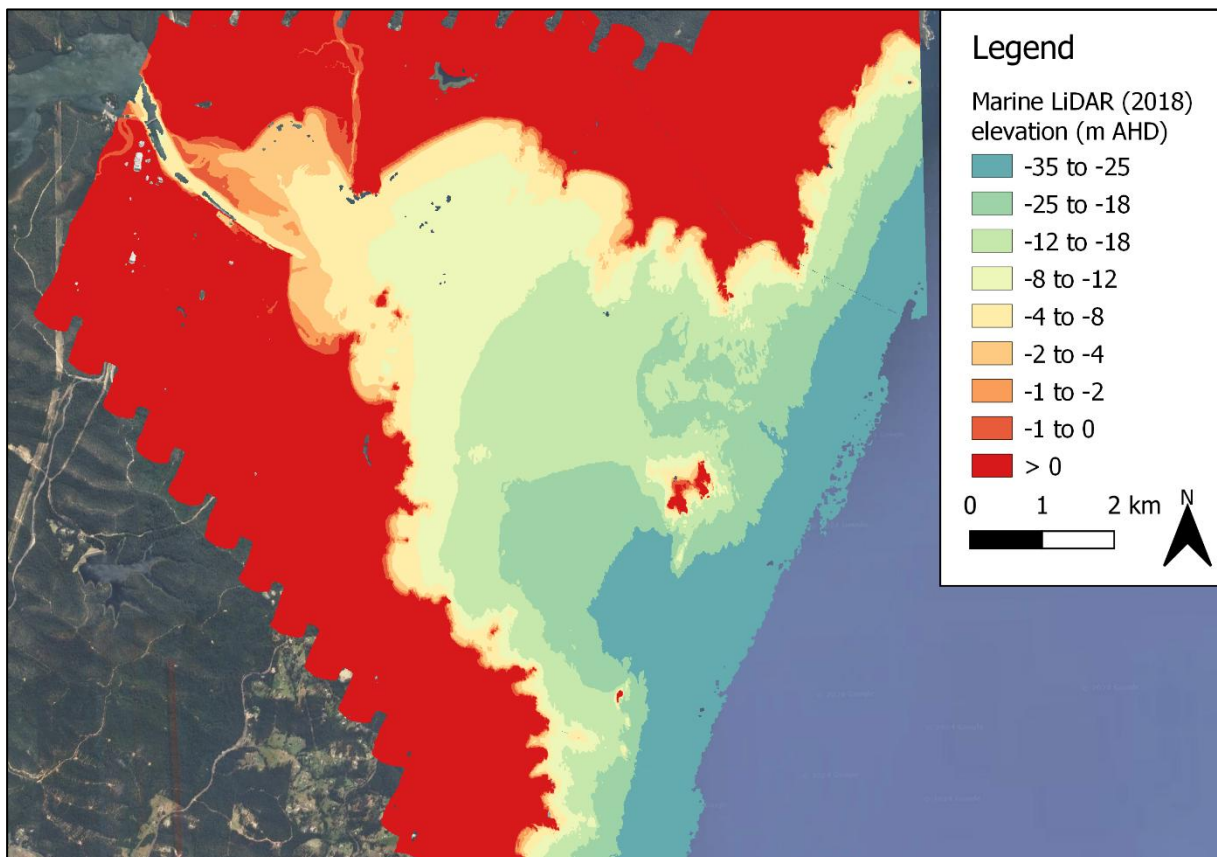 Legend
Marine LiDAR (2018)
elevation (m AHD)
-35 to -25
-25 to -18
-12 to -18
-8 to -12
-4 to -8
-2 to -4
-1 to -2
-1 to 0
> 0
0 1 2 km
N